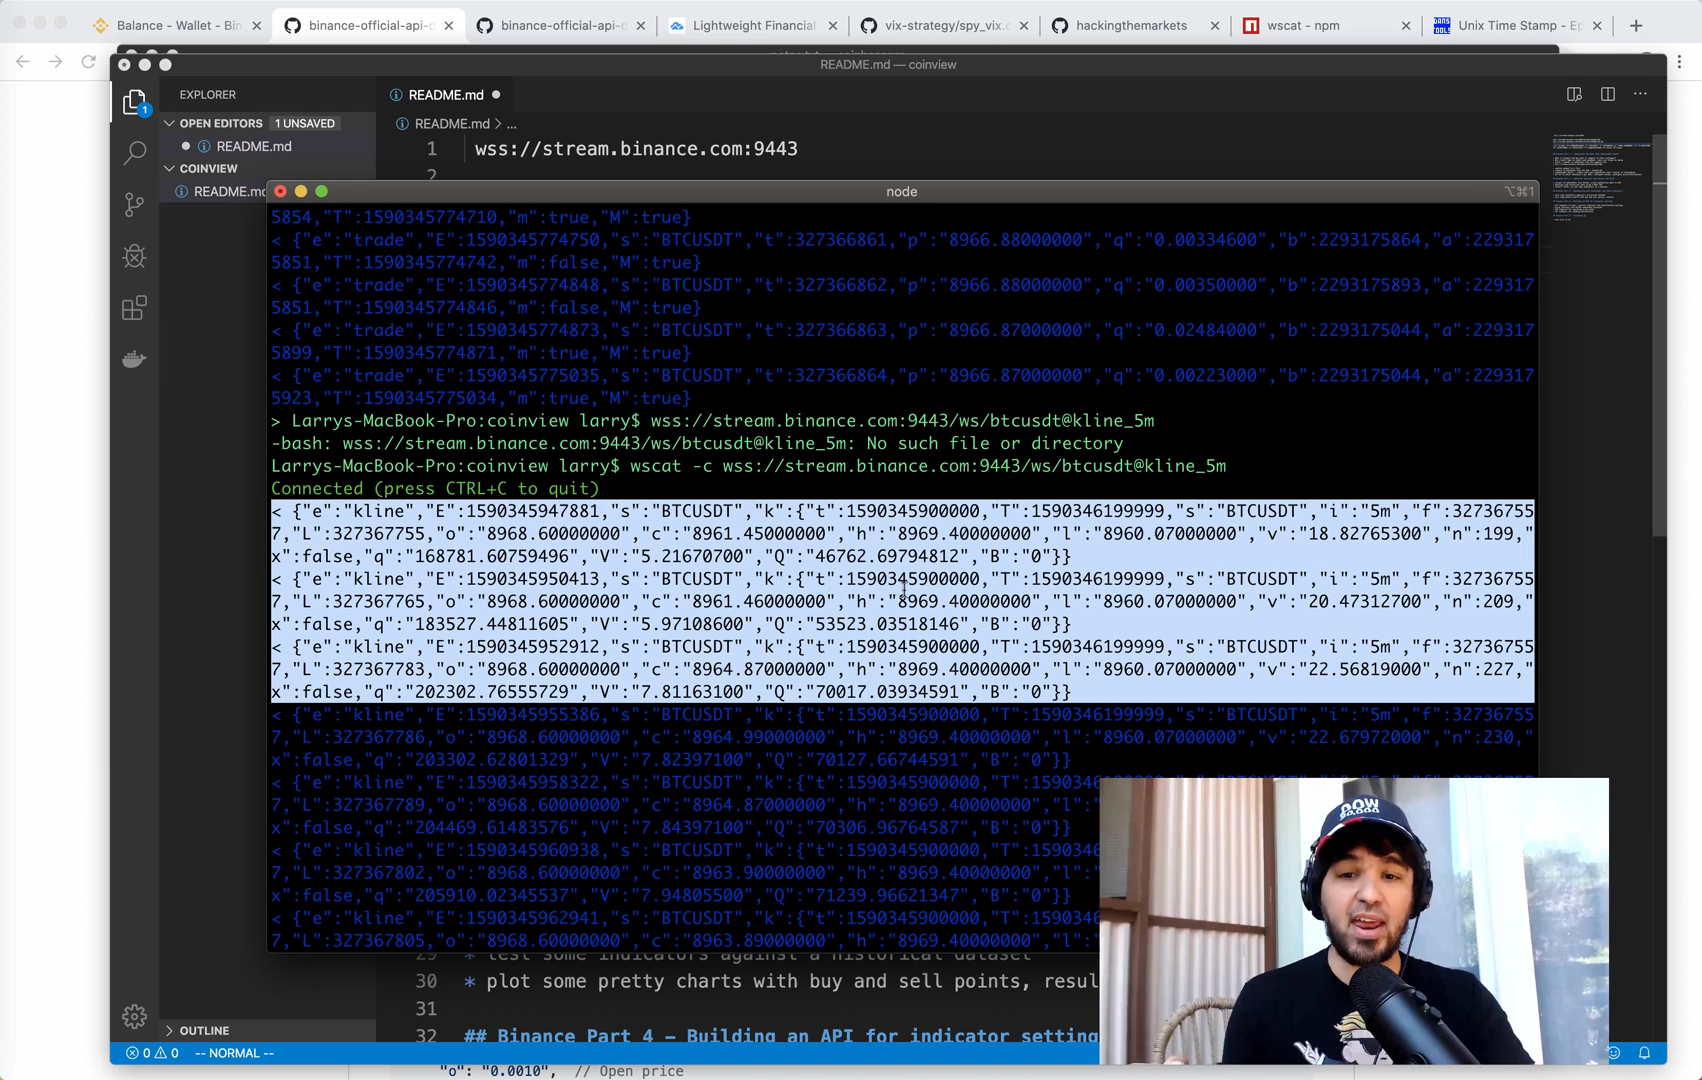 Balance - Wallet - Bin
binance-official-api-d
binance-official-api-d
Lightweight Financial
vix-strategy/spy_vix.c
hackingthemarkets
wscat - npm
Unix Time Stamp - Ep
README.md — coinview
EXPLORER
README.md
OPEN EDITORS 1 UNSAVED
README.md > ...
README.md
1 wss://stream.binance.com:9443
COINVIEW
2
README.md
node
⌥⌘1
5854,"T":1590345774710,"m":true,"M":true}
< {"e":"trade","E":1590345774750,"s":"BTCUSDT","t":327366861,"p":"8966.88000000","q":"0.00334600","b":2293175864,"a":229317
5851,"T":1590345774742,"m":false,"M":true}
< {"e":"trade","E":1590345774848,"s":"BTCUSDT","t":327366862,"p":"8966.88000000","q":"0.00350000","b":2293175893,"a":229317
5851,"T":1590345774846,"m":false,"M":true}
< {"e":"trade","E":1590345774873,"s":"BTCUSDT","t":327366863,"p":"8966.87000000","q":"0.02484000","b":2293175044,"a":229317
5899,"T":1590345774871,"m":true,"M":true}
< {"e":"trade","E":1590345775035,"s":"BTCUSDT","t":327366864,"p":"8966.87000000","q":"0.00223000","b":2293175044,"a":229317
5923,"T":1590345775034,"m":true,"M":true}
> Larrys-MacBook-Pro:coinview larry$ wss://stream.binance.com:9443/ws/btcusdt@kline_5m
-bash: wss://stream.binance.com:9443/ws/btcusdt@kline_5m: No such file or directory
Larrys-MacBook-Pro:coinview larry$ wscat -c wss://stream.binance.com:9443/ws/btcusdt@kline_5m
Connected (press CTRL+C to quit)
< {"e":"kline","E":1590345947881,"s":"BTCUSDT","k":{"t":1590345900000,"T":1590346199999,"s":"BTCUSDT","i":"5m","f":32736755
7,"L":327367755,"o":"8968.60000000","c":"8961.45000000","h":"8969.40000000","l":"8960.07000000","v":"18.82765300","n":199,"
x":false,"q":"168781.60759496","V":"5.21670700","Q":"46762.69794812","B":"0"}}
< {"e":"kline","E":1590345950413,"s":"BTCUSDT","k":{"t":1590345900000,"T":1590346199999,"s":"BTCUSDT","i":"5m","f":32736755
7,"L":327367765,"o":"8968.60000000","c":"8961.46000000","h":"8969.40000000","l":"8960.07000000","v":"20.47312700","n":209,"
x":false,"q":"183527.44811605","V":"5.97108600","Q":"53523.03518146","B":"0"}}
< {"e":"kline","E":1590345952912,"s":"BTCUSDT","k":{"t":1590345900000,"T":1590346199999,"s":"BTCUSDT","i":"5m","f":32736755
7,"L":327367783,"o":"8968.60000000","c":"8964.87000000","h":"8969.40000000","l":"8960.07000000","v":"22.56819000","n":227,"
x":false,"q":"202302.76555729","V":"7.81163100","Q":"70017.03934591","B":"0"}}
< {"e":"kline","E":1590345955386,"s":"BTCUSDT","k":{"t":1590345900000,"T":1590346199999,"s":"BTCUSDT","i":"5m","f":32736755
7,"L":327367786,"o":"8968.60000000","c":"8964.99000000","h":"8969.40000000","l":"8960.07000000","v":"22.67972000","n":230,"
x":false,"q":"203302.62801329","V":"7.82397100","Q":"70127.66744591","B":"0"}}
< {"e":"kline","E":1590345958322,"s":"BTCUSDT","k":{"t":1590345900000,"T":1590346199999,"s":"BTCUSDT","i":"5m","f":32736755
7,"L":327367789,"o":"8968.60000000","c":"8964.87000000","h":"8969.40000000","l"
x":false,"q":"204469.61483576","V":"7.84397100","Q":"70306.96764587","B":"0"}}
< {"e":"kline","E":1590345960938,"s":"BTCUSDT","k":{"t":1590345900000,"T":159034
7,"L":327367802,"o":"8968.60000000","c":"8963.90000000","h":"8969.40000000","l"
x":false,"q":"205910.02345537","V":"7.94805500","Q":"71239.96621347","B":"0"}}
< {"e":"kline","E":1590345962941,"s":"BTCUSDT","k":{"t":1590345900000,"T":159034
7,"L":327367805,"o":"8968.60000000","c":"8963.89000000","h":"8969.40000000","l"
29 * test some indicators against a historical dataset
30 * plot some pretty charts with buy and sell points, resul
31
32 ## Binance Part 4 - Building an API for indicator setting
OUTLINE
0 0 -- NORMAL --
"o": "0.0010", // Open price
DOW